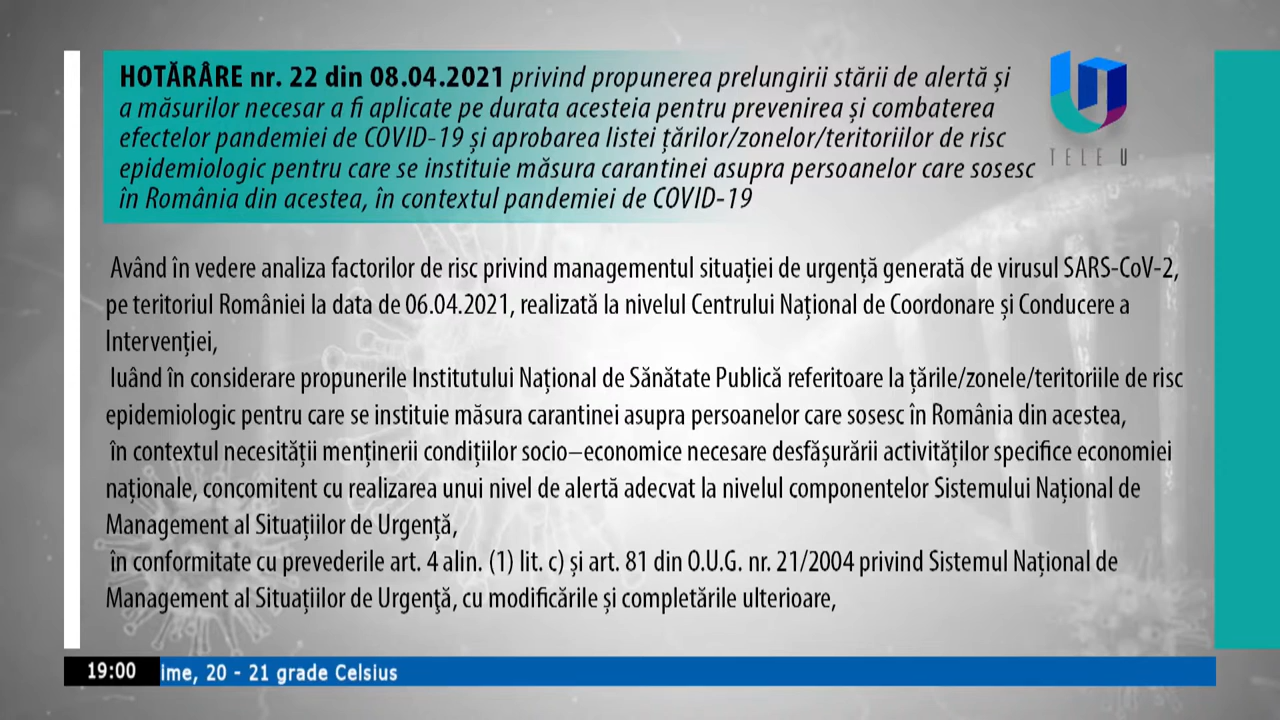 HOTĂRÂRE nr. 22 din 08.04.2021 privind propunerea prelungirii stării de alertă și
a măsurilor necesar a fi aplicate pe durata acesteia pentru prevenirea și combaterea
efectelor pandemiei de COVID-19 și aprobarea listei țărilor/zonelor/teritoriilor de risc
epidemiologic pentru care se instituie măsura carantinei asupra persoanelor care sosesc
în România din acestea, în contextul pandemiei de COVID-19
TELE U
Având în vedere analiza factorilor de risc privind managementul situației de urgență generată de virusul SARS-CoV-2,
pe teritoriul României la data de 06.04.2021, realizată la nivelul Centrului Național de Coordonare și Conducere a
Intervenției,
Iuând în considerare propunerile Institutului Național de Sănătate Publică referitoare la țările/zonele/teritoriile de risc
epidemiologic pentru care se instituie măsura carantinei asupra persoanelor care sosesc în România din acestea,
în contextul necesității menținerii condițiilor socio–economice necesare desfășurării activităților specifice economiei
naționale, concomitent cu realizarea unui nivel de alertă adecvat la nivelul componentelor Sistemului Național de
Management al Situațiilor de Urgență,
în conformitate cu prevederile art. 4 alin. (1) lit. c) și art. 81 din O.U.G. nr. 21/2004 privind Sistemul Național de
Management al Situațiilor de Urgenţă, cu modificările și completările ulterioare,
19:00 ime, 20 - 21 grade Celsius